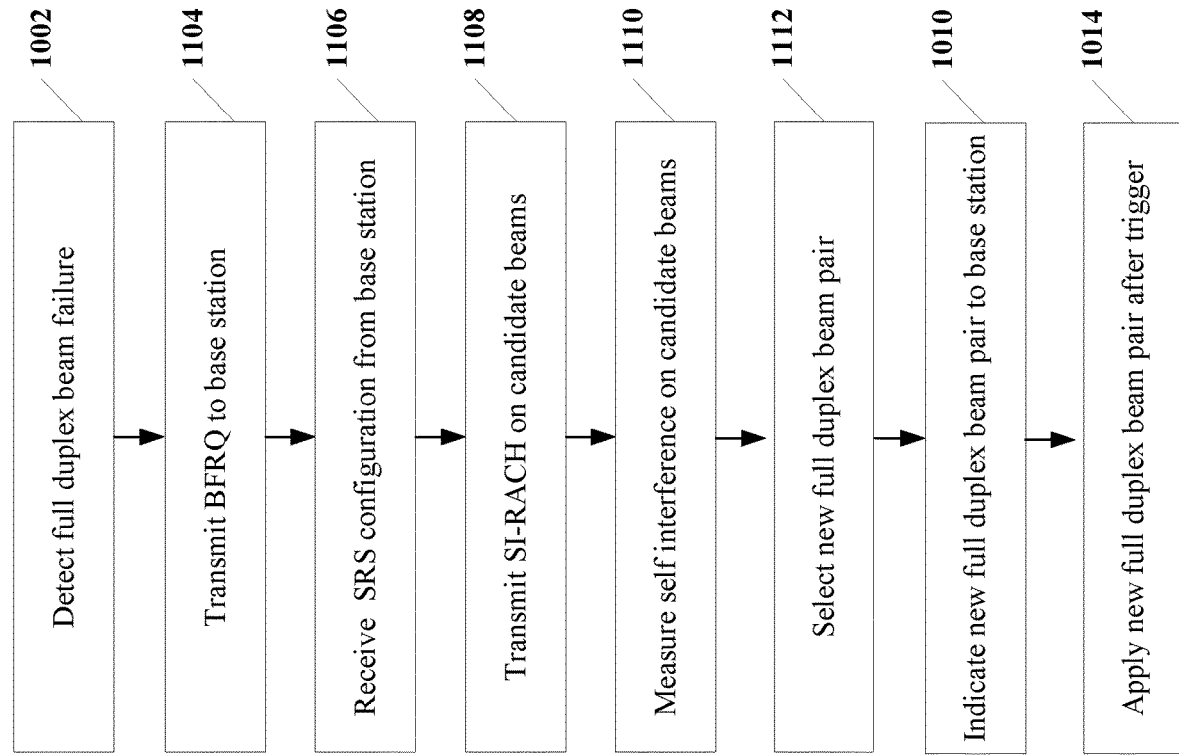 Detect full duplex beam failure
1002
Transmit BFRQ to base station
1104
Receive SRS configuration from base station
1106
Transmit SI-RACH on candidate beams
1108
Measure self interference on candidate beams
1110
Select new full duplex beam pair
1112
Indicate new full duplex beam pair to base station
1010
Apply new full duplex beam pair after trigger
1014